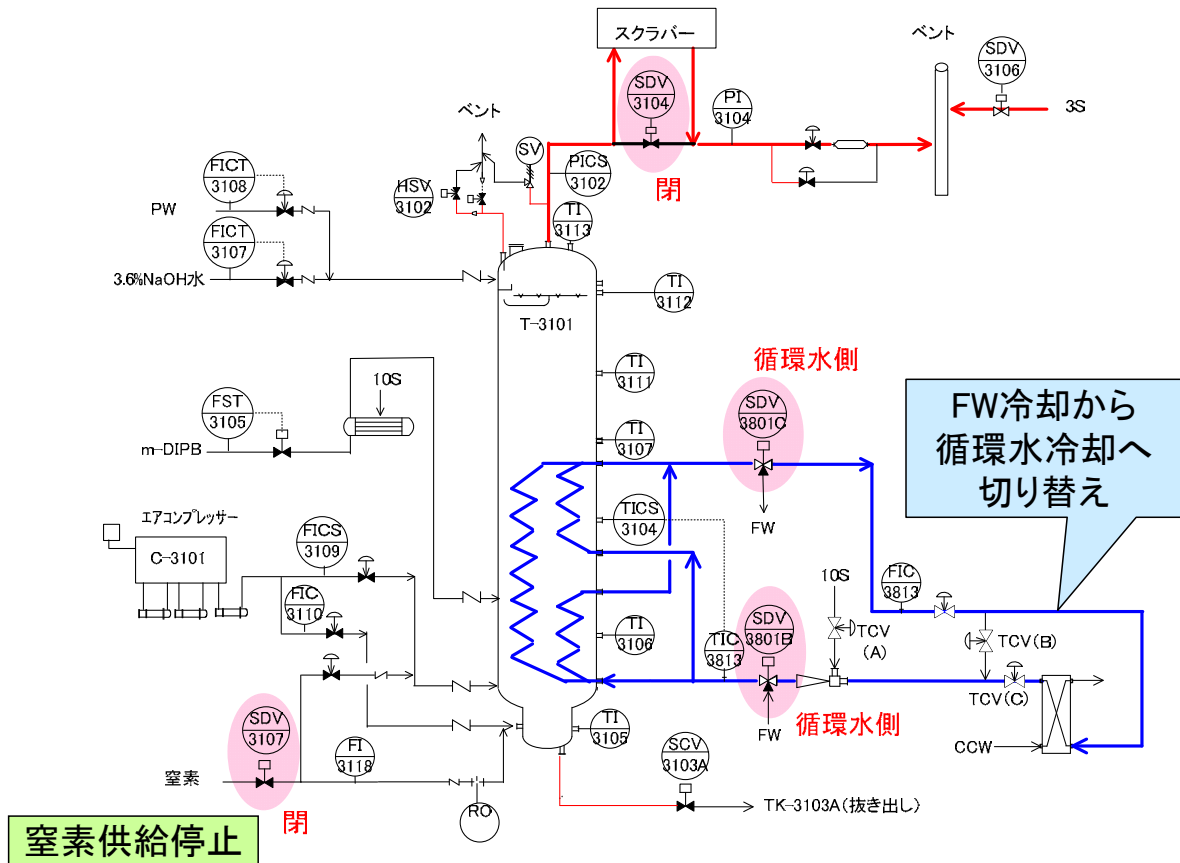 スクラバー
ベント
SDV
3106
3S
SDV
3104
閉
PI
3104
ベント
SV
PICS
3102
HSV
3102
TI
3113
FICT
3108
PW
FICT
3107
3.6%NaOH水
TI
3112
T-3101
TI
3111
循環水側
SDV
3801C
FW冷却から
循環水冷却へ
切り替え
10S
FST
3105
m-DIPB
TI
3107
FW
TICS
3104
エアコンプレッサー
C-3101
FICS
3109
FIC
3110
10S
FIC
3813
TCV
(A)
TCV(B)
TI
3106
TIC
3813
SDV
3801B
TCV(C)
FW
循環水側
CCW
SDV
3107
TI
3105
窒素
FI
3118
SCV
3103A
RO
TK-3103A(抜き出し)
閉
窒素供給停止